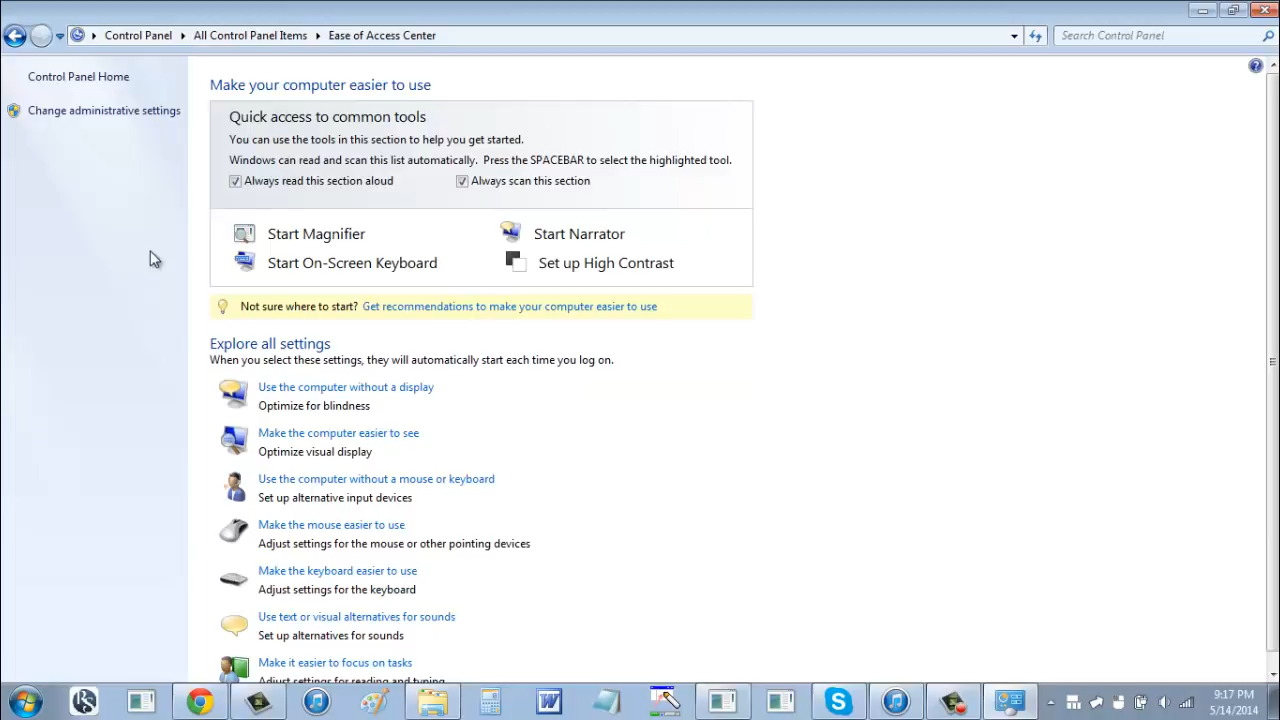 Control Panel All Control Panel Items Ease of Access Center
Search Control Panel
Control Panel Home
Change administrative settings
Make your computer easier to use
Quick access to common tools
You can use the tools in this section to help you get started.
Windows can read and scan this list automatically. Press the SPACEBAR to select the highlighted tool.
Always read this section aloud Always scan this section
Start Magnifier Start Narrator
Start On-Screen Keyboard Set up High Contrast
Not sure where to start? Get recommendations to make your computer easier to use
Explore all settings
When you select these settings, they will automatically start each time you log on.
Use the computer without a display
Optimize for blindness
Make the computer easier to see
Optimize visual display
Use the computer without a mouse or keyboard
Set up alternative input devices
Make the mouse easier to use
Adjust settings for the mouse or other pointing devices
Make the keyboard easier to use
Adjust settings for the keyboard
Use text or visual alternatives for sounds
Set up alternatives for sounds
Make it easier to focus on tasks
Adjust settings for reading and typing
9:17 PM
5/14/2014